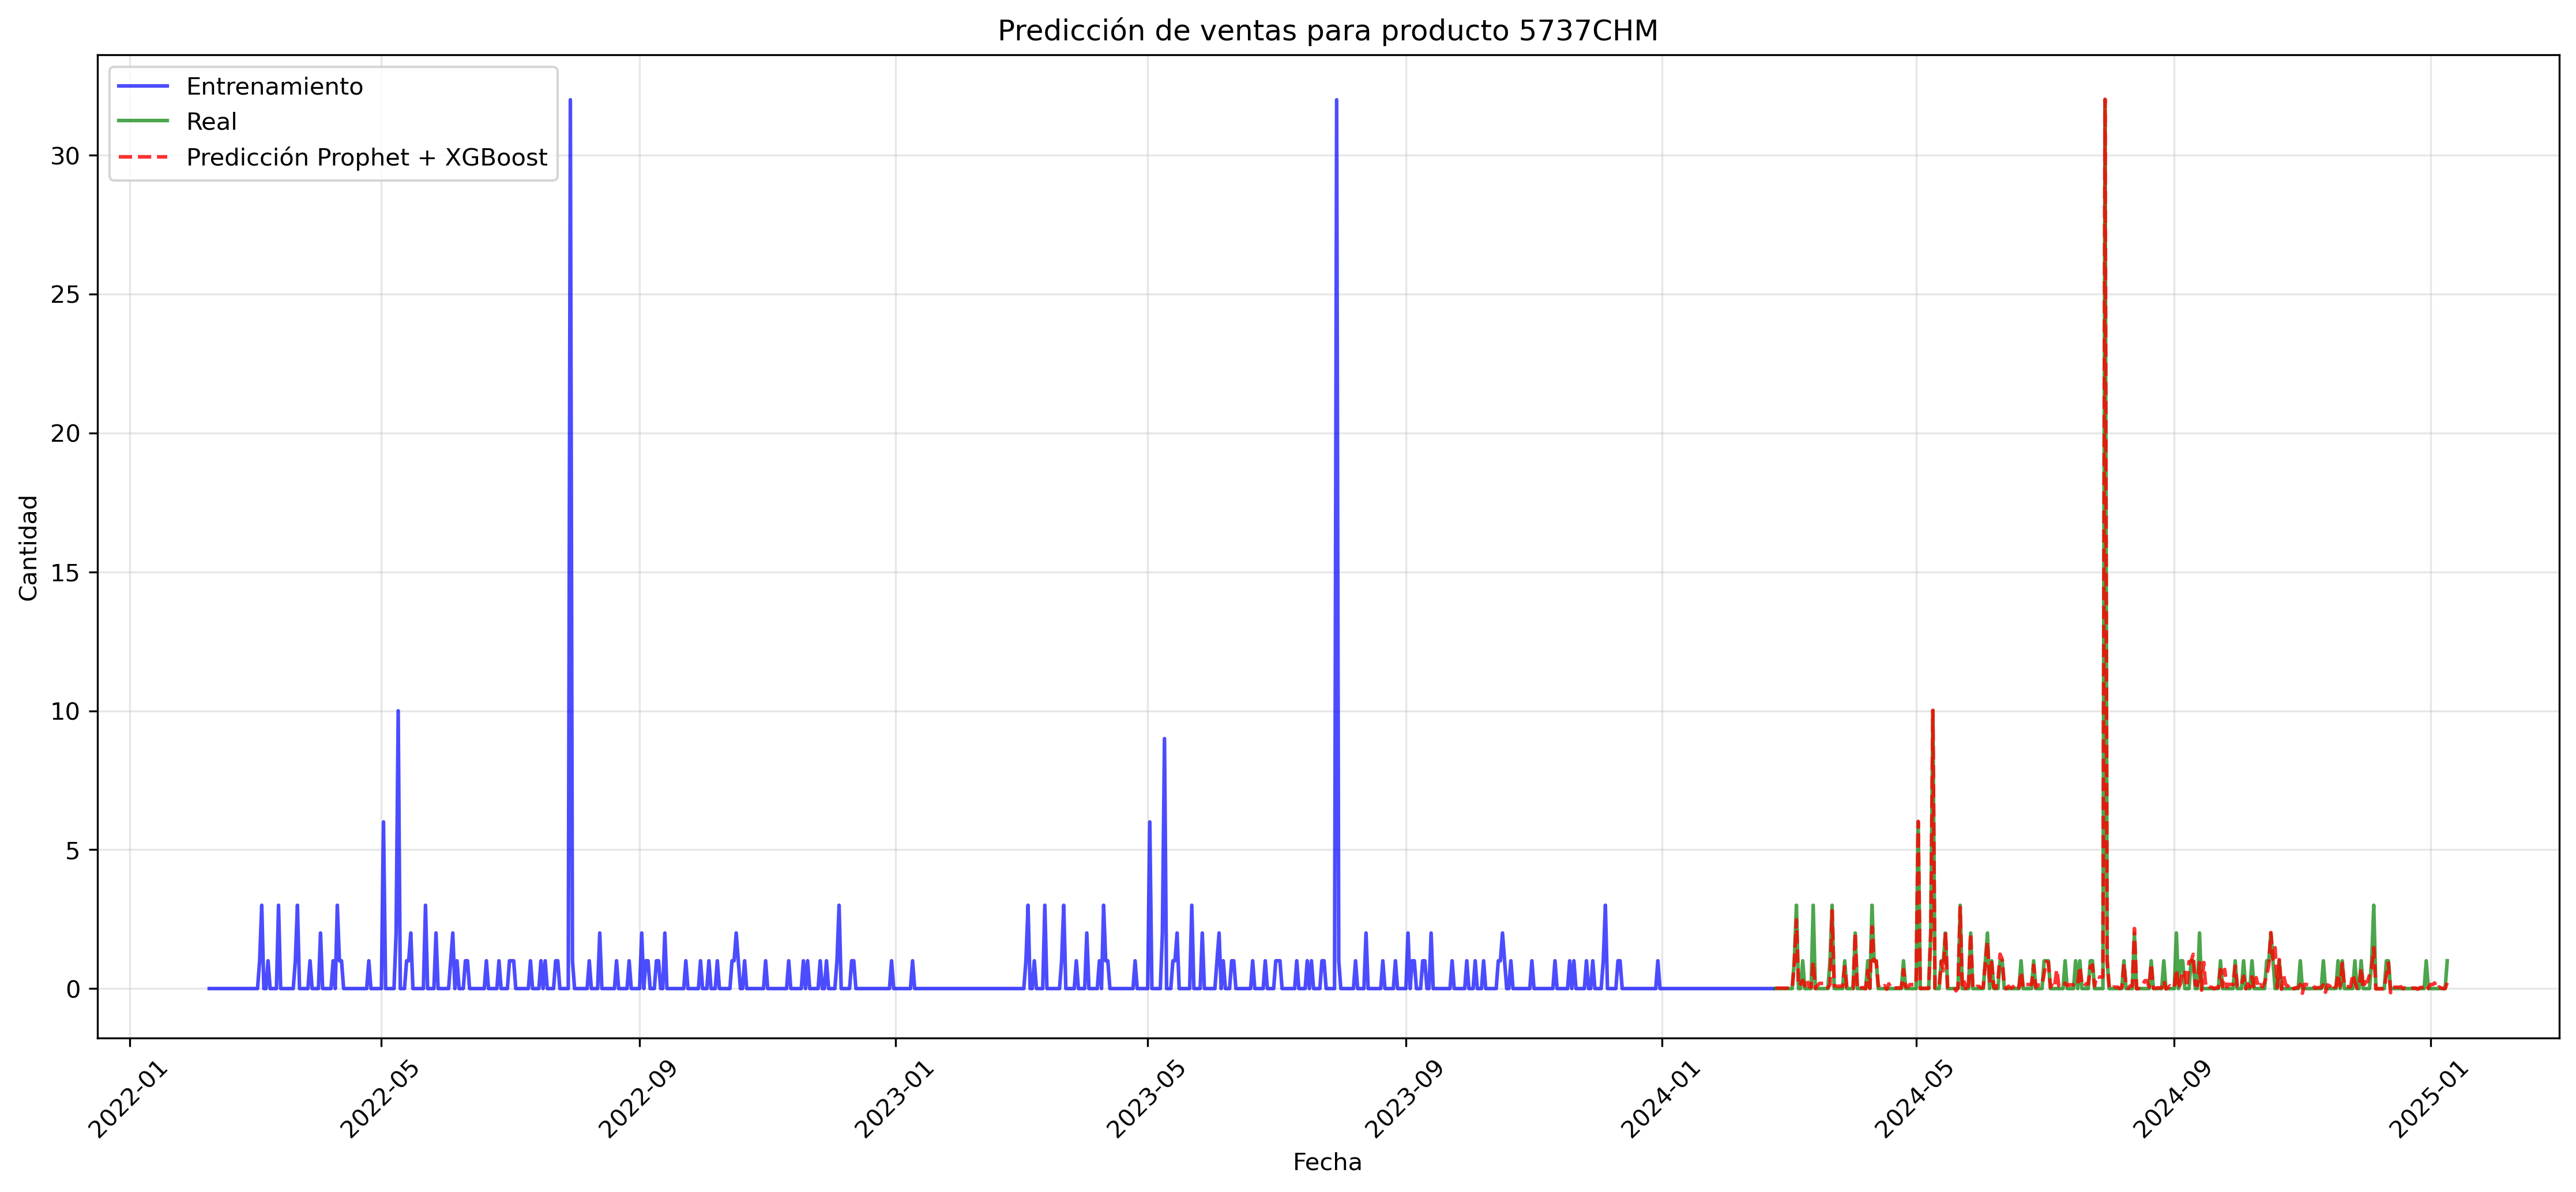 Predicción de ventas para producto 5737CHM
Entrenamiento
Real
Predicción Prophet + XGBoost
Cantidad
30
25
20
15
10
5
0
2022-01
2022-05
2022-09
2023-01
2023-05
2023-09
2024-01
2024-05
2024-09
2025-01
Fecha